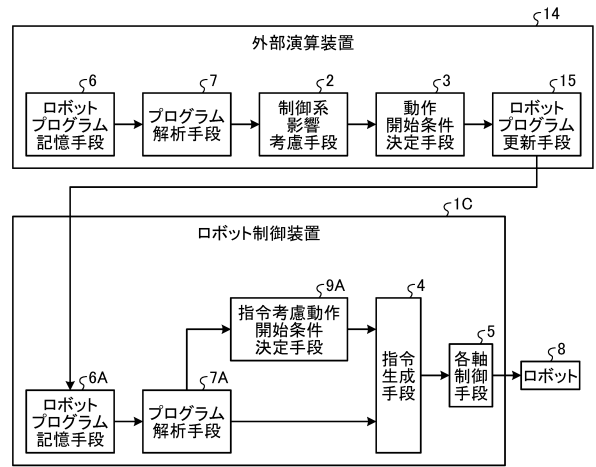 14
外部演算装置
6
ロボット
プログラム
記憶手段
7
プログラム
解析手段
2
制御系
影響
考慮手段
3
動作
開始条件
決定手段
15
ロボット
プログラム
更新手段
1C
ロボット制御装置
9A
指令考慮動作
開始条件
決定手段
4
指令
生成
手段
5
各軸
制御
手段
8
ロボット
6A
ロボット
プログラム
記憶手段
7A
プログラム
解析手段